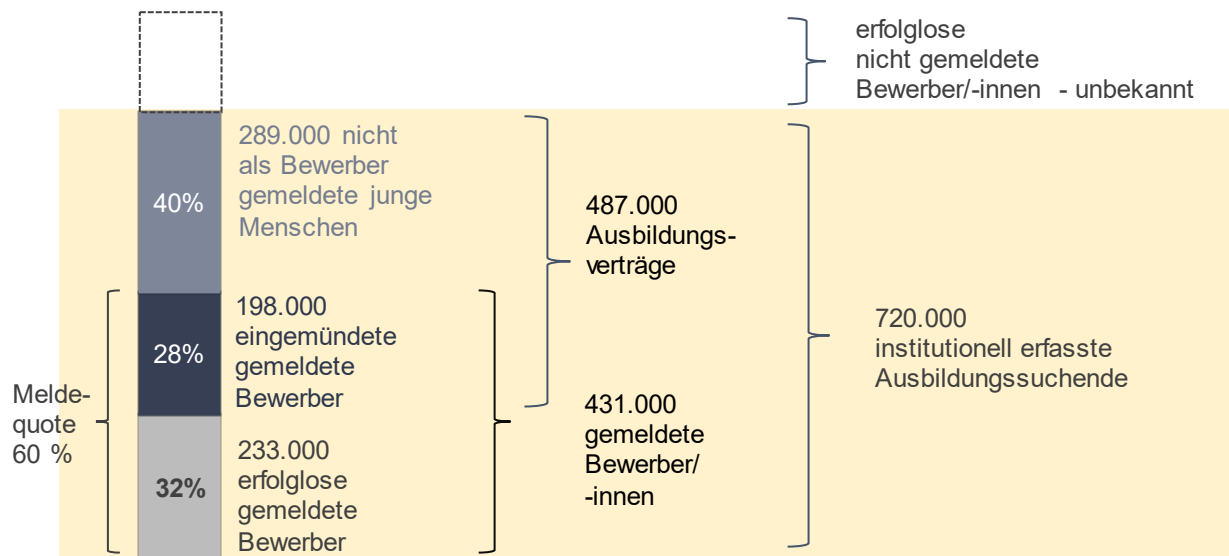 erfolglose
nicht gemeldete
Bewerber/-innen - unbekannt
40%
289.000 nicht
als Bewerber
gemeldete junge
Menschen
487.000
Ausbildungs-
verträge
28%
198.000
eingemündete
gemeldete
Bewerber
720.000
institutionell erfasste
Ausbildungssuchende
Melde-
quote
60 %
32%
233.000
erfolglose
gemeldete
Bewerber
431.000
gemeldete
Bewerber/
-innen